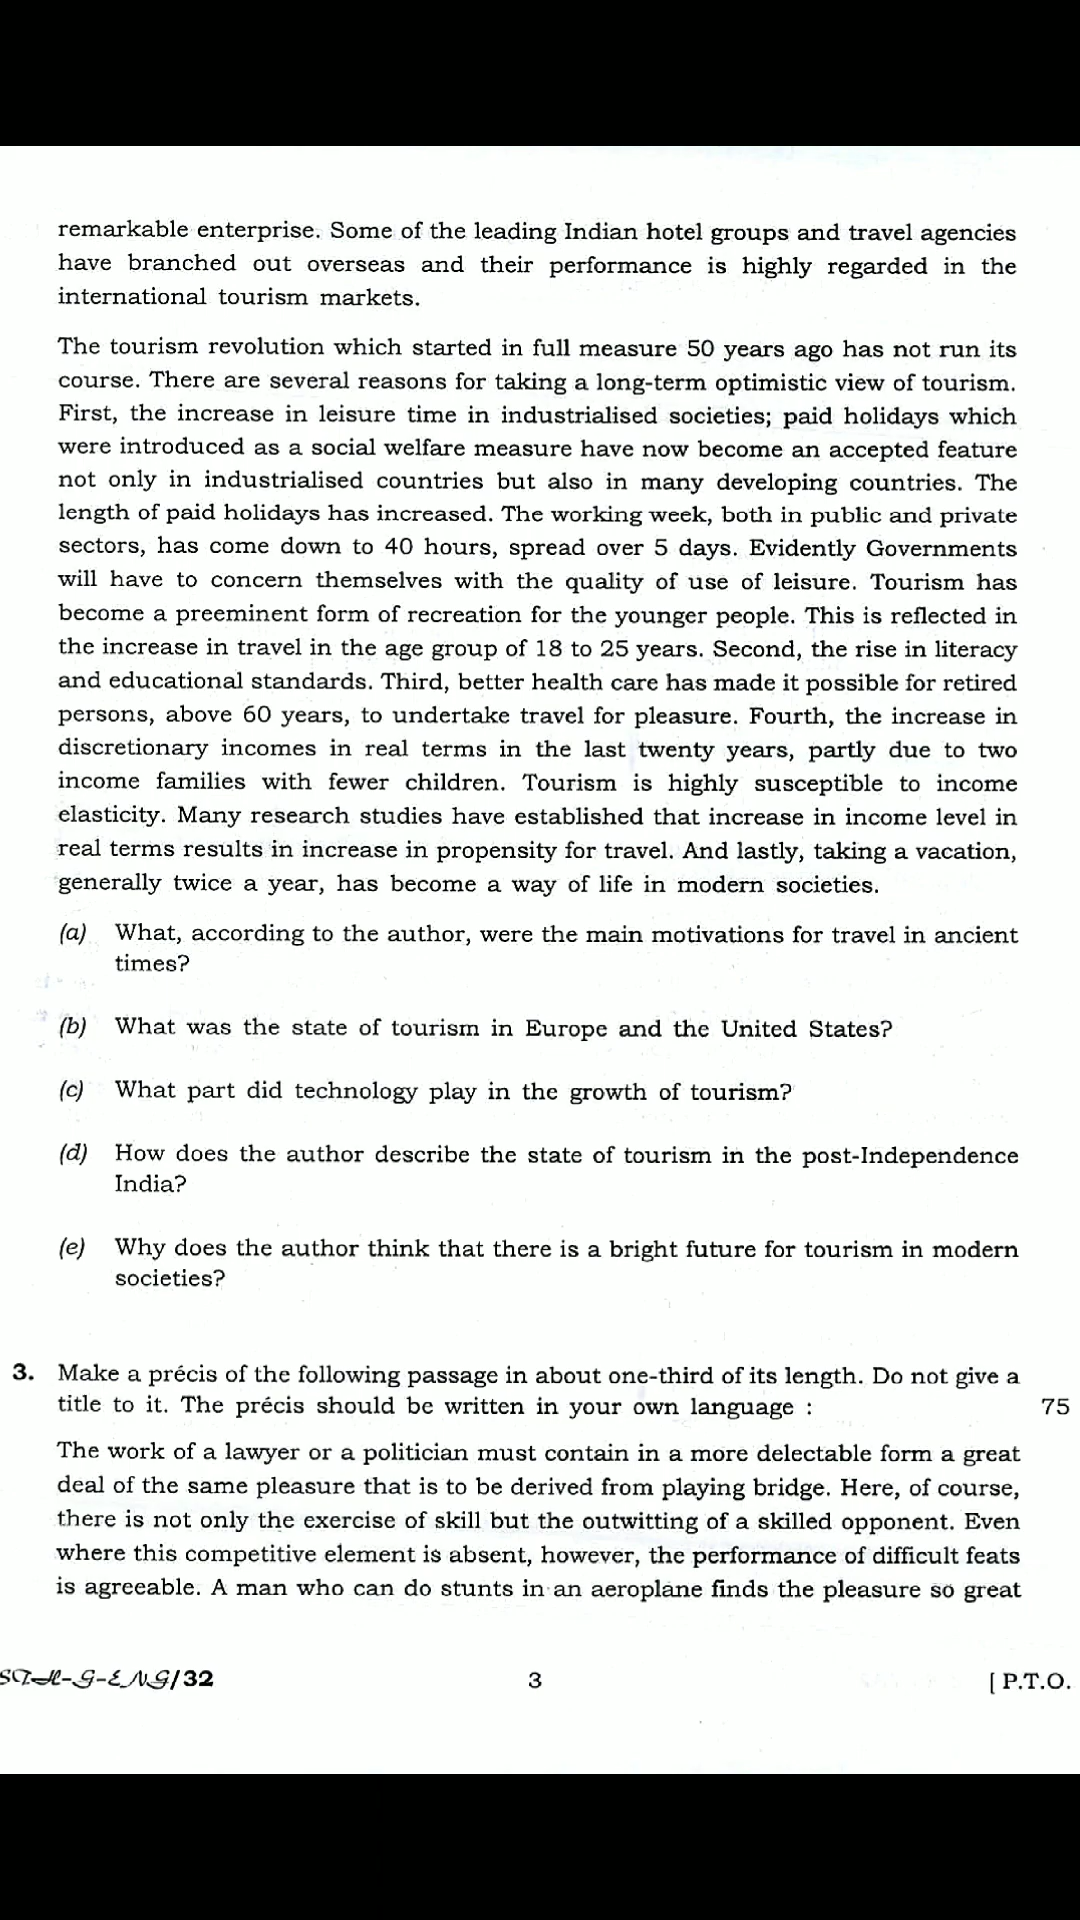 remarkable enterprise. Some of the leading Indian hotel groups and travel agencies
have branched out overseas and their performance is highly regarded in the
international tourism markets.
The tourism revolution which started in full measure 50 years ago has not run its
course. There are several reasons for taking a long-term optimistic view of tourism.
First, the increase in leisure time in industrialised societies; paid holidays which
were introduced as a social welfare measure have now become an accepted feature
not only in industrialised countries but also in many developing countries. The
length of paid holidays has increased. The working week, both in public and private
sectors, has come down to 40 hours, spread over 5 days. Evidently Governments
will have to concern themselves with the quality of use of leisure. Tourism has
become a preeminent form of recreation for the younger people. This is reflected in
the increase in travel in the age group of 18 to 25 years. Second, the rise in literacy
and educational standards. Third, better health care has made it possible for retired
persons, above 60 years, to undertake travel for pleasure. Fourth, the increase in
discretionary incomes in real terms in the last twenty years, partly due to two
income families with fewer children. Tourism is highly susceptible to income
elasticity. Many research studies have established that increase in income level in
real terms results in increase in propensity for travel. And lastly, taking a vacation,
generally twice a year, has become a way of life in modern societies.
(a) What, according to the author, were the main motivations for travel in ancient
times?
(b) What was the state of tourism in Europe and the United States?
(c) What part did technology play in the growth of tourism?
(d) How does the author describe the state of tourism in the post-Independence
India?
(e) Why does the author think that there is a bright future for tourism in modern
societies?
3. Make a précis of the following passage in about one-third of its length. Do not give a
title to it. The précis should be written in your own language : 75
The work of a lawyer or a politician must contain in a more delectable form a great
deal of the same pleasure that is to be derived from playing bridge. Here, of course,
there is not only the exercise of skill but the outwitting of a skilled opponent. Even
where this competitive element is absent, however, the performance of difficult feats
is agreeable. A man who can do stunts in an aeroplane finds the pleasure so great
STH-G-ENG/32 3 [ P.T.O.